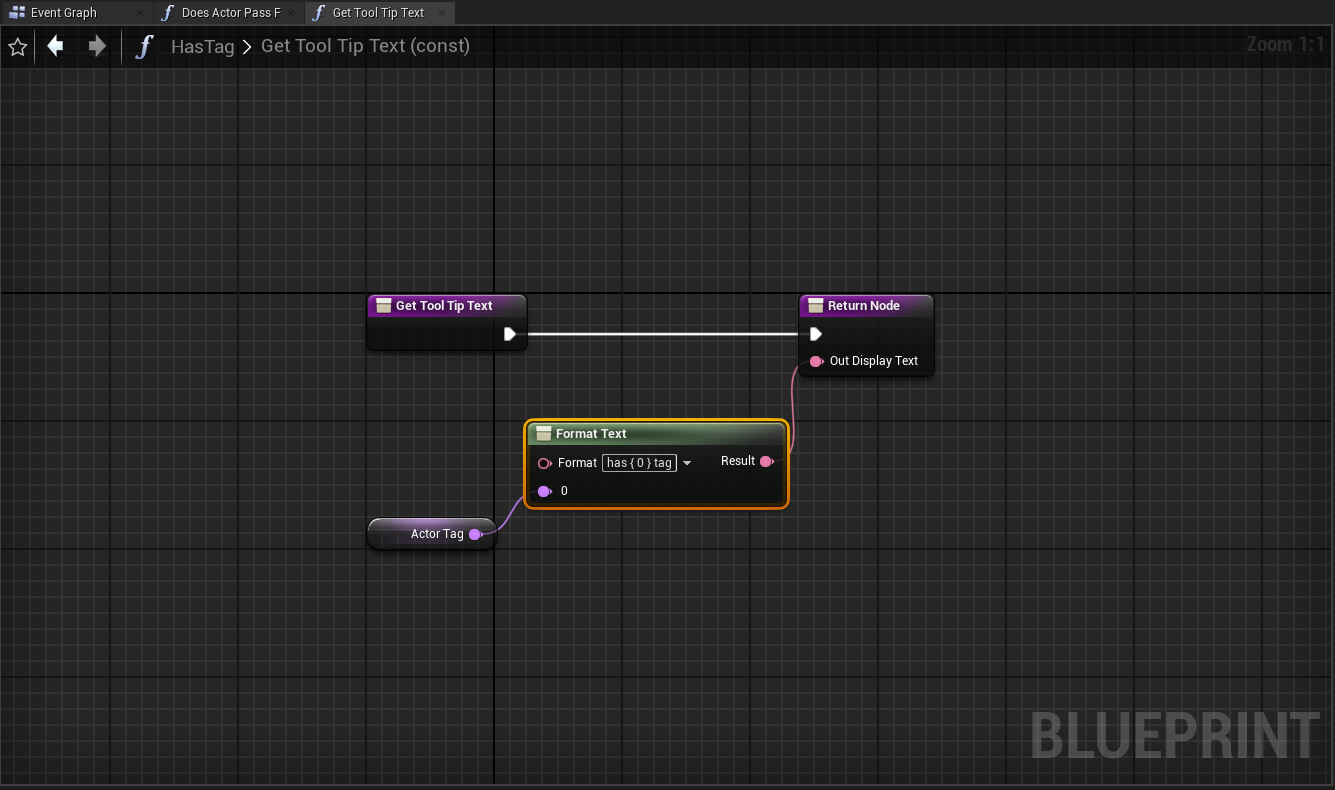 Event Graph
Does Actor Pass F
Get Tool Tip Text
HasTag > Get Tool Tip Text (const)
Zoom 1:1
Get Tool Tip Text
Return Node
Out Display Text
Format Text
Format has { 0 } tag
Result
0
Actor Tag
BLUEPRINT